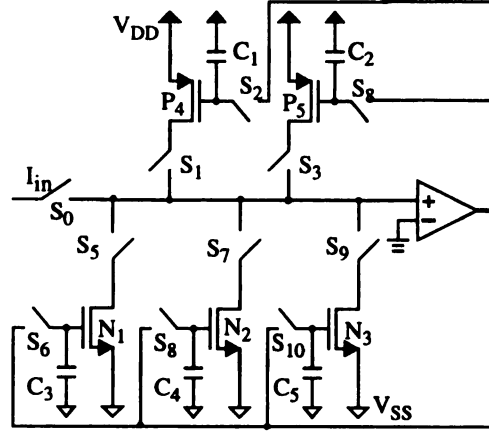 V_DD
C_1
C_2
P_4
S_2
P_5
S_8
S_1
S_3
I_in
S_0
+
−
S_5
S_7
S_9
S_6
N_1
S_8
N_2
S_10
N_3
C_3
C_4
C_5
V_SS